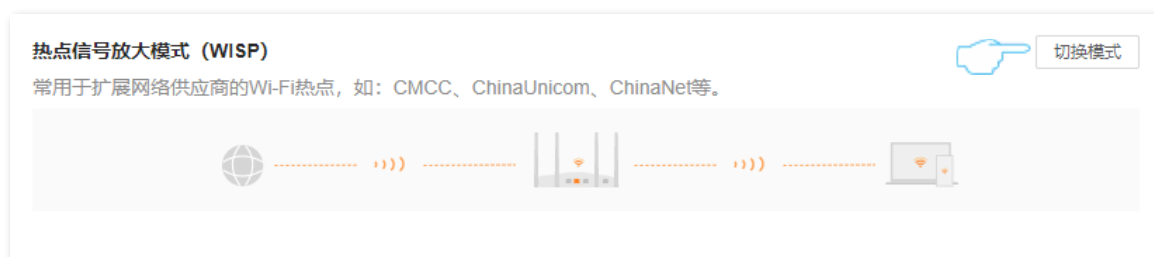 热点信号放大模式（WISP）
切换模式
常用于扩展网络供应商的Wi-Fi热点，如：CMCC、ChinaUnicom、ChinaNet等。